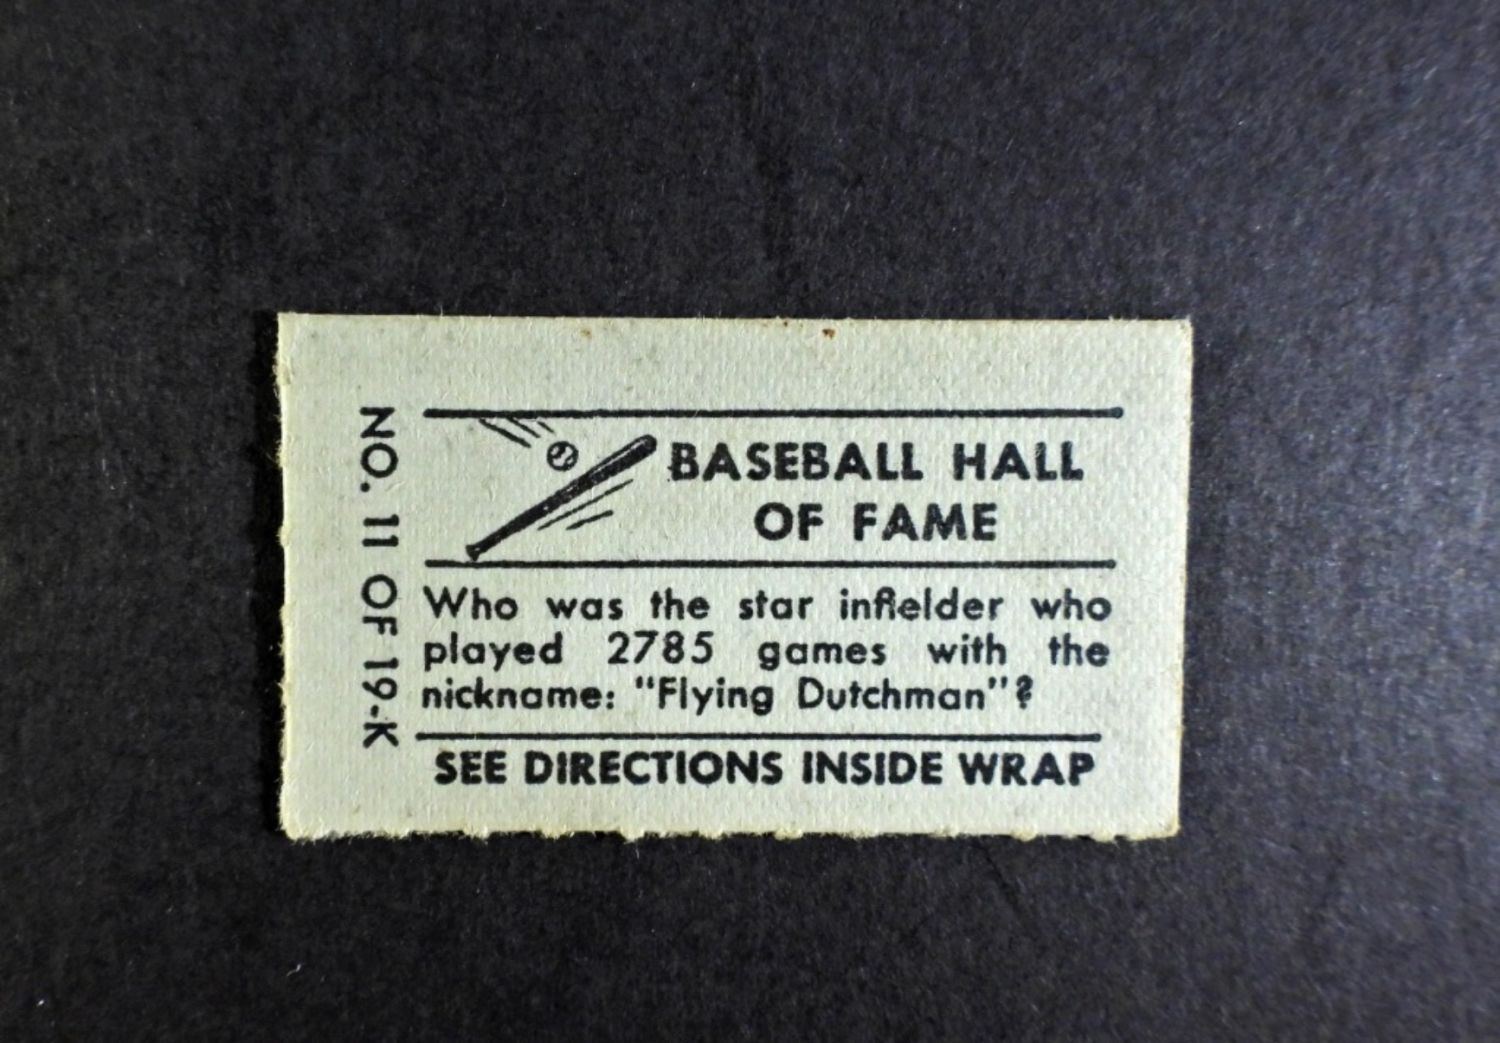 NO. 11 OF 19-K
BASEBALL HALL
OF FAME
Who was the star infielder who
played 2785 games with the
nickname: "Flying Dutchman"?
SEE DIRECTIONS INSIDE WRAP